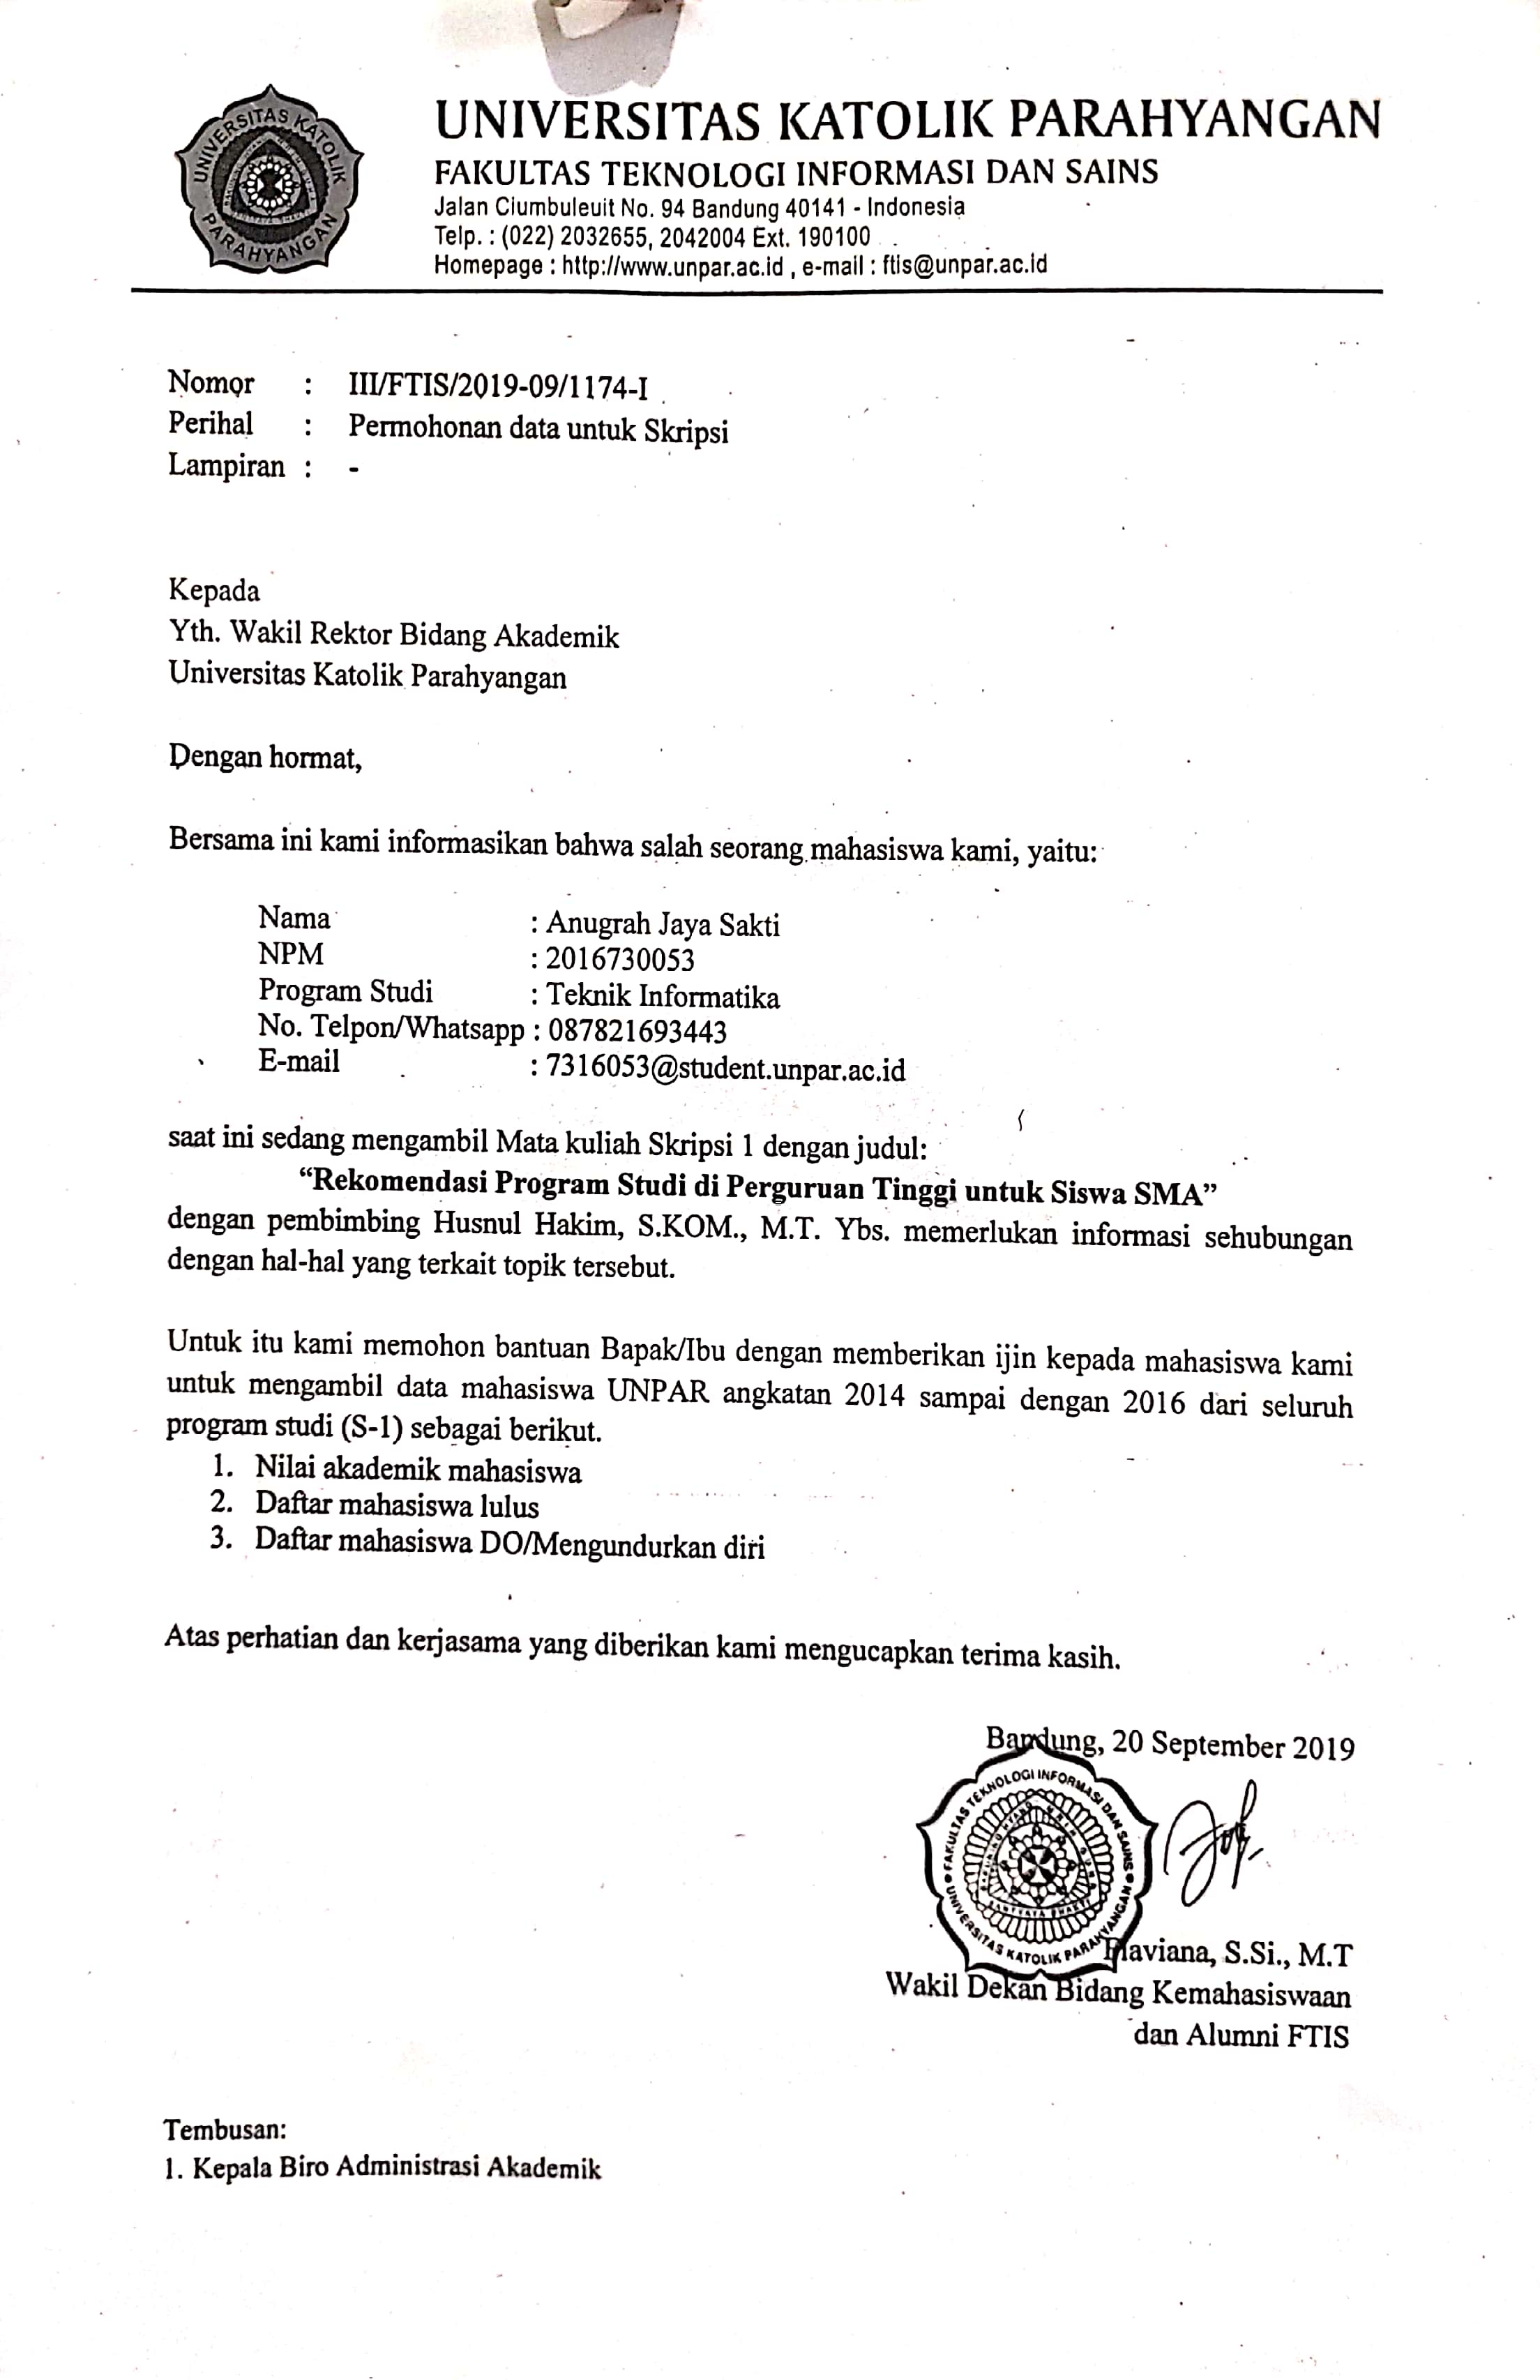 UNIVERSITAS KATOLIK PARAHYANGAN
UNIVERSITAS KATOLIK PARAHYANGAN
FAKULTAS TEKNOLOGI INFORMASI DAN SAINS
Jalan Ciumbuleuit No. 94 Bandung 40141 - Indonesia
Telp. : (022) 2032655, 2042004 Ext. 190100
Homepage : http://www.unpar.ac.id , e-mail : ftis@unpar.ac.id
Nomor : III/FTIS/2019-09/1174-I
Perihal : Permohonan data untuk Skripsi
Lampiran : -
Kepada
Yth. Wakil Rektor Bidang Akademik
Universitas Katolik Parahyangan
Dengan hormat,
Bersama ini kami informasikan bahwa salah seorang mahasiswa kami, yaitu:
Nama : Anugrah Jaya Sakti
NPM : 2016730053
Program Studi : Teknik Informatika
No. Telpon/Whatsapp : 087821693443
E-mail : 7316053@student.unpar.ac.id
saat ini sedang mengambil Mata kuliah Skripsi 1 dengan judul:
“Rekomendasi Program Studi di Perguruan Tinggi untuk Siswa SMA”
dengan pembimbing Husnul Hakim, S.KOM., M.T. Ybs. memerlukan informasi sehubungan
dengan hal-hal yang terkait topik tersebut.
Untuk itu kami memohon bantuan Bapak/Ibu dengan memberikan ijin kepada mahasiswa kami
untuk mengambil data mahasiswa UNPAR angkatan 2014 sampai dengan 2016 dari seluruh
program studi (S-1) sebagai berikut.
1. Nilai akademik mahasiswa
2. Daftar mahasiswa lulus
3. Daftar mahasiswa DO/Mengundurkan diri
Atas perhatian dan kerjasama yang diberikan kami mengucapkan terima kasih.
Bandung, 20 September 2019
FAKULTAS TEKNOLOGI INFORMASI DAN SAINS
UNIVERSITAS KATOLIK PARAHYANGAN
Elaviana, S.Si., M.T
Wakil Dekan Bidang Kemahasiswaan
dan Alumni FTIS
Tembusan:
1. Kepala Biro Administrasi Akademik